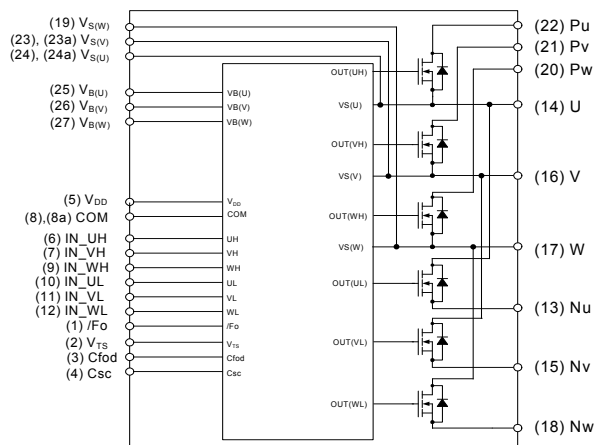 (19) VS(W)
(23), (23a) VS(V)
(24), (24a) VS(U)
(25) VB(U)
(26) VB(V)
(27) VB(W)
(5) VDD
(8),(8a) COM
(6) IN_UH
(7) IN_VH
(9) IN_WH
(10) IN_UL
(11) IN_VL
(12) IN_WL
(1) /Fo
(2) VTS
(3) Cfod
(4) Csc
VB(U)
VB(V)
VB(W)
VDD
COM
UH
VH
WH
UL
VL
WL
/Fo
VTS
Cfod
Csc
OUT(UH)
VS(U)
OUT(VH)
VS(V)
OUT(WH)
VS(W)
OUT(UL)
OUT(VL)
OUT(WL)
(22) Pu
(21) Pv
(20) Pw
(14) U
(16) V
(17) W
(13) Nu
(15) Nv
(18) Nw